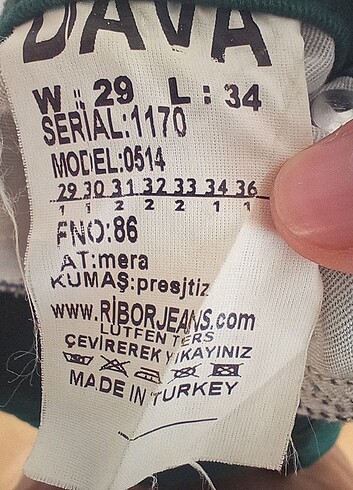 DAVA
W : 29 L : 34
SERIAL:1170
MODEL:0514
29 30 31 32 33 34 36
1 1 2 2 2 1 1
FNO:86
AT:mera
KUMAŞ:presjtiz
www.RİBORJEANS.com
LÜTFEN TERS
ÇEVİREREK YIKAYINIZ
MADE IN TURKEY